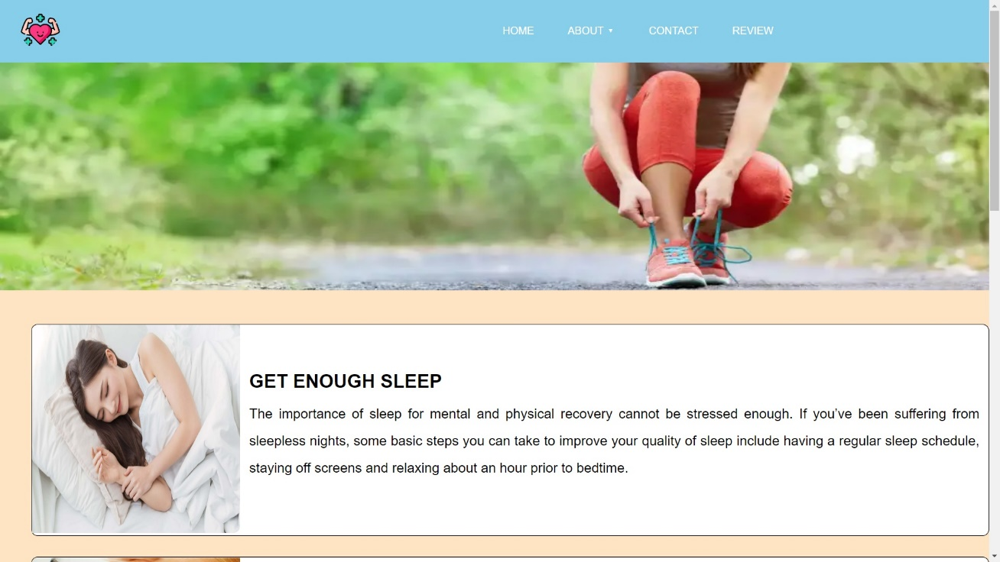 HOME ABOUT ▼ CONTACT REVIEW
GET ENOUGH SLEEP
The importance of sleep for mental and physical recovery cannot be stressed enough. If you’ve been suffering from
sleepless nights, some basic steps you can take to improve your quality of sleep include having a regular sleep schedule,
staying off screens and relaxing about an hour prior to bedtime.